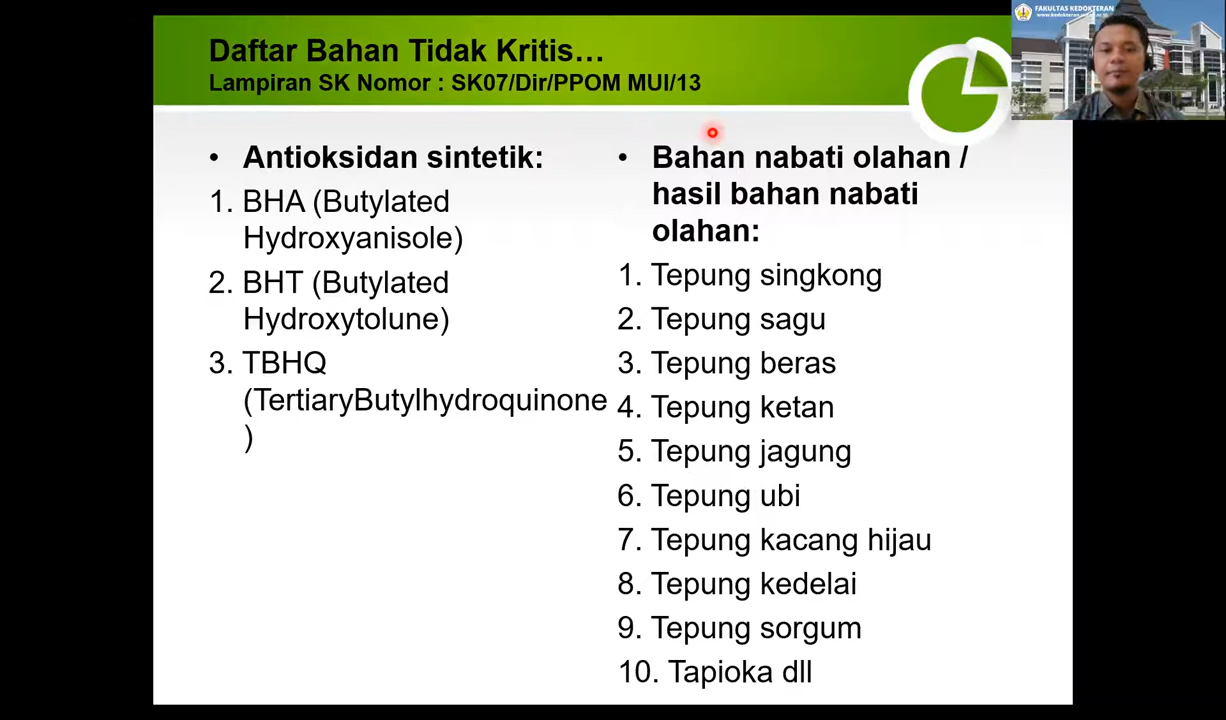 Daftar Bahan Tidak Kritis...
Lampiran SK Nomor : SK07/Dir/PPOM MUI/13
FAKULTAS KEDOKTERAN
• Antioksidan sintetik:
1. BHA (Butylated
Hydroxyanisole)
2. BHT (Butylated
Hydroxytolune)
3. TBHQ
(TertiaryButylhydroquinone
)
• Bahan nabati olahan /
hasil bahan nabati
olahan:
1. Tepung singkong
2. Tepung sagu
3. Tepung beras
4. Tepung ketan
5. Tepung jagung
6. Tepung ubi
7. Tepung kacang hijau
8. Tepung kedelai
9. Tepung sorgum
10. Tapioka dll